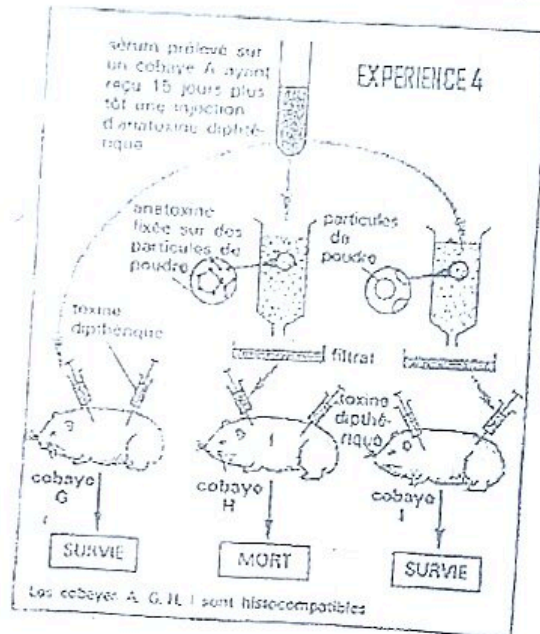 sérum prélevé sur
un cobaye A ayant
reçu 15 jours plus
tôt une injection
d'anatoxine diphté-
rique
EXPERIENCE 4
anatoxine
fixée sur des
particules de
poudre
particules
de
poudre
toxine
dipthérique
filtrat
toxine
dipthé-
rique
cobaye
G
cobaye
H
cobaye
I
SURVIE
MORT
SURVIE
Les cobayes A, G, H, I sont histocompatibles